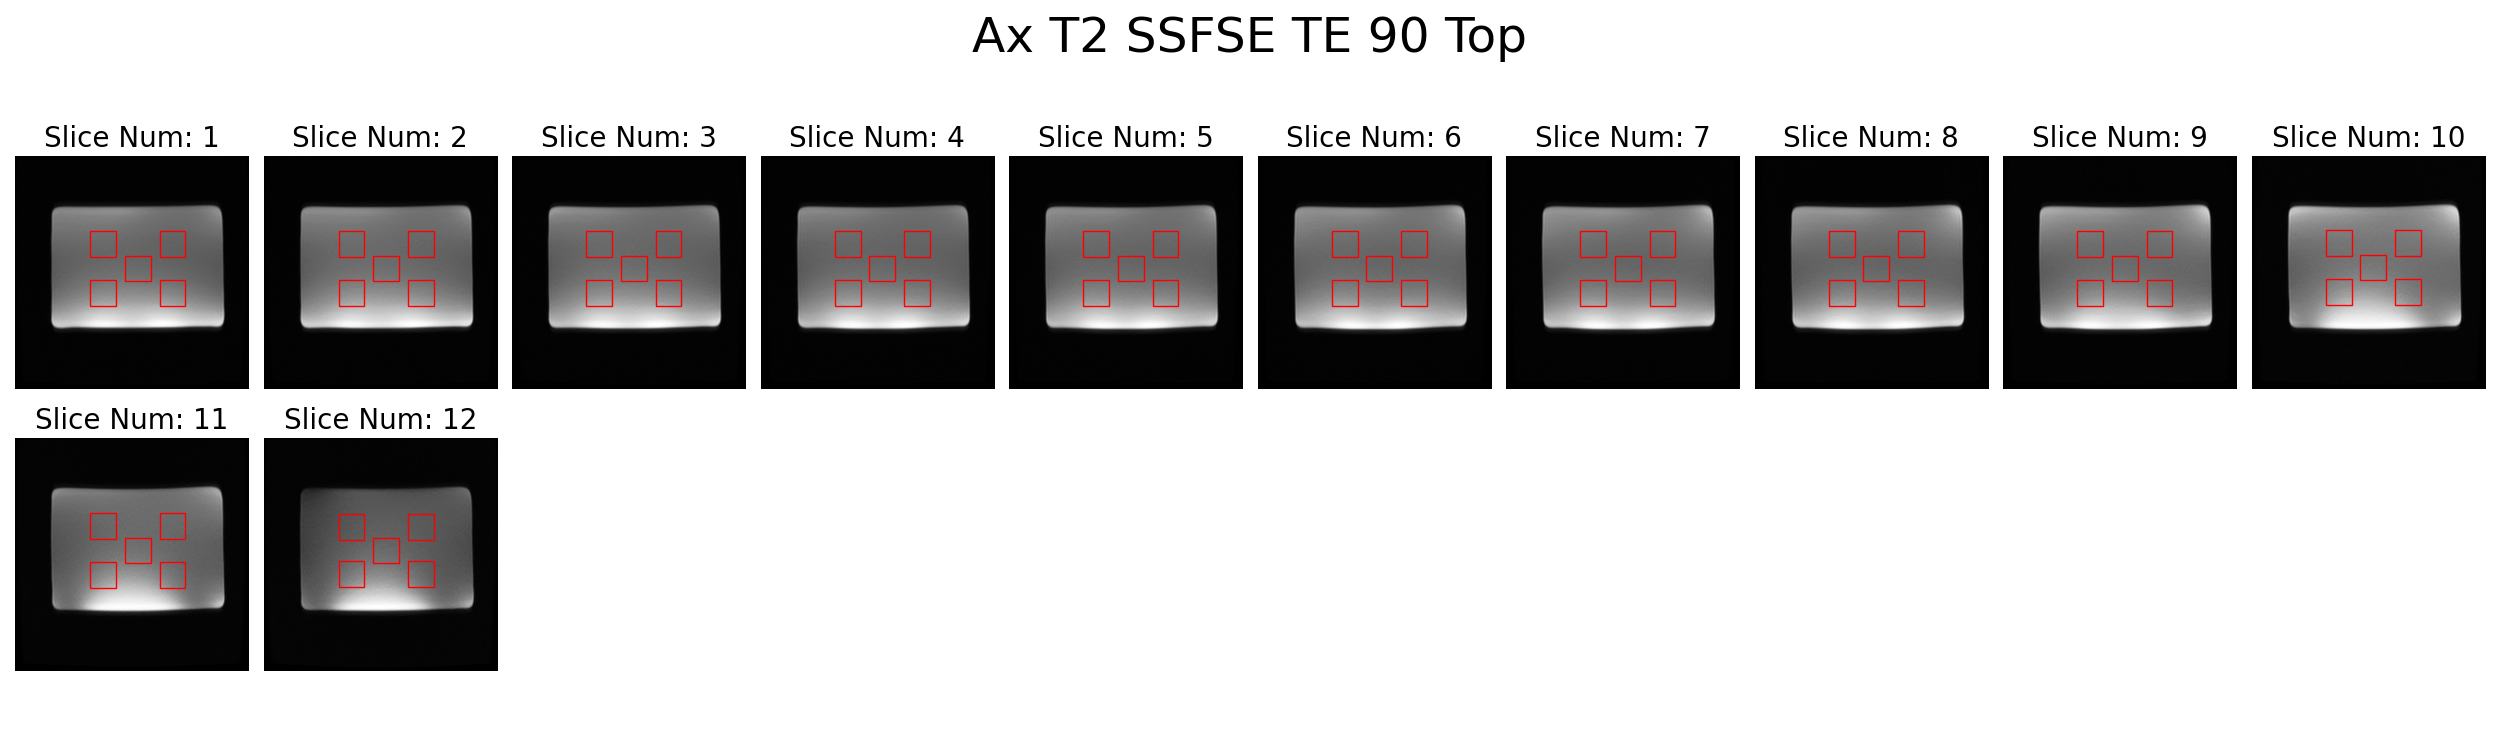 Ax T2 SSFSE TE 90 Top
Slice Num: 1
Slice Num: 2
Slice Num: 3
Slice Num: 4
Slice Num: 5
Slice Num: 6
Slice Num: 7
Slice Num: 8
Slice Num: 9
Slice Num: 10
Slice Num: 11
Slice Num: 12